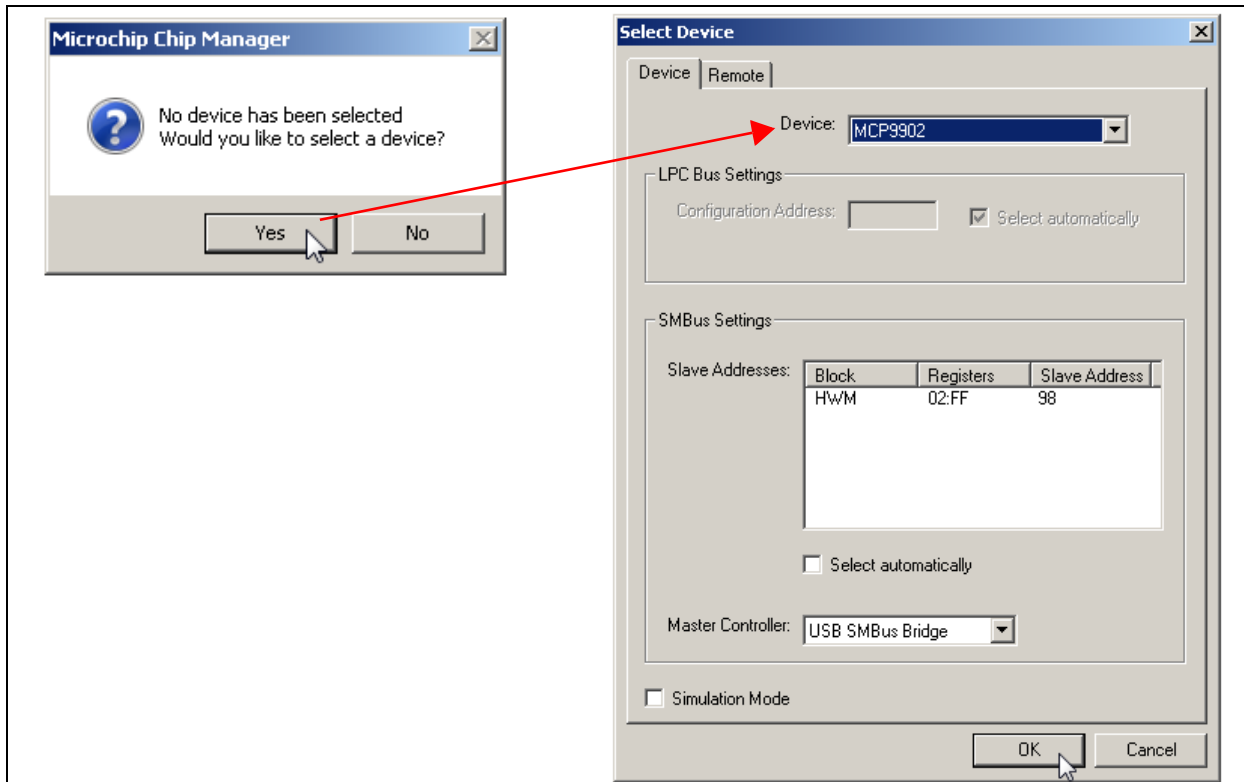 Microchip Chip Manager
No device has been selected
Would you like to select a device?
Yes No
Select Device
Device Remote
Device: MCP9902
LPC Bus Settings
Configuration Address: Select automatically
SMBus Settings
Slave Addresses: Block Registers Slave Address
HWM 02:FF 98
Select automatically
Master Controller: USB SMBus Bridge
Simulation Mode
OK Cancel